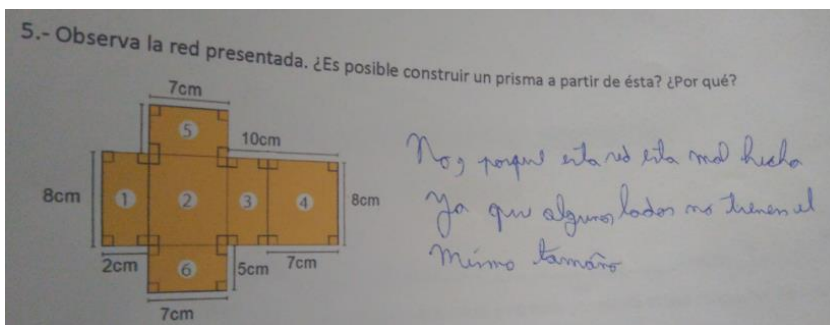 5.- Observa la red presentada. ¿Es posible construir un prisma a partir de ésta? ¿Por qué?
7cm
5
10cm
8cm
1
2
3
4
8cm
2cm
6
5cm
7cm
7cm
No, porque esta red esta mal hecha
Ya que algunos lados no tienen el
mismo tamaño